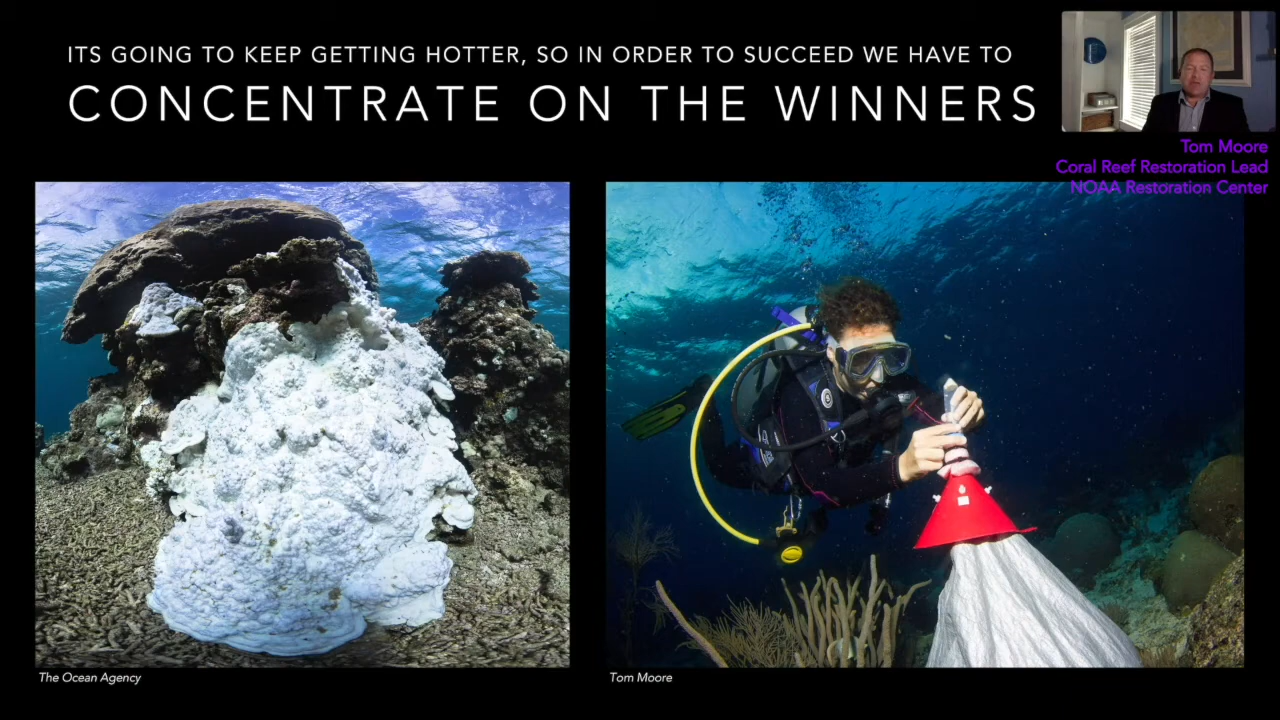 ITS GOING TO KEEP GETTING HOTTER, SO IN ORDER TO SUCCEED WE HAVE TO
CONCENTRATE ON THE WINNERS
Tom Moore
Coral Reef Restoration Lead
NOAA Restoration Center
The Ocean Agency
Tom Moore